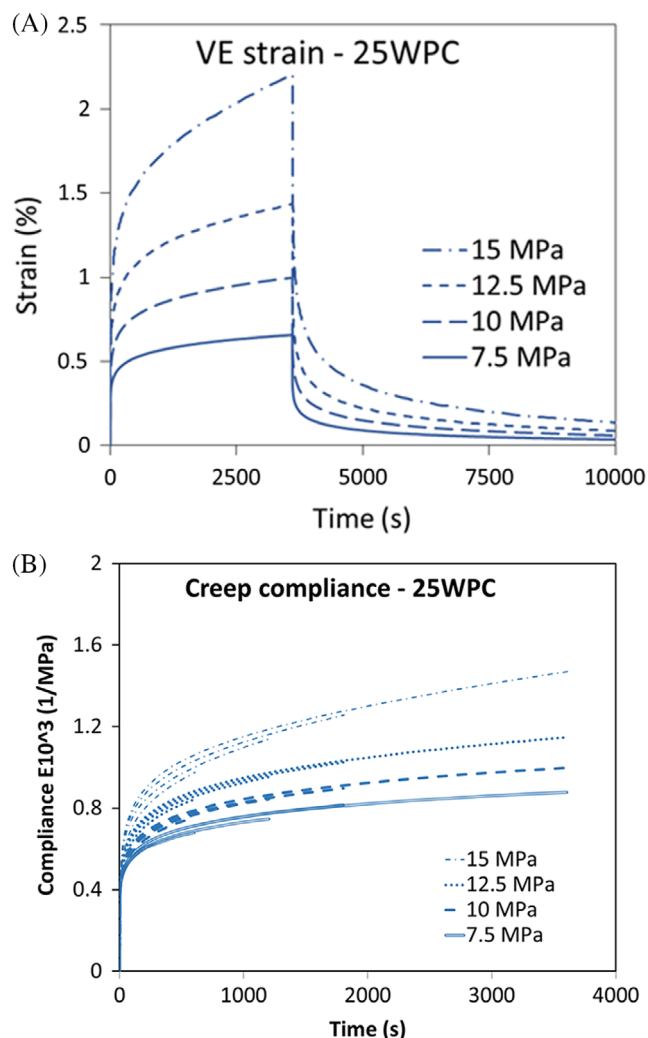 (A)
VE strain - 25WPC
2.5
2
1.5
1
0.5
0
Strain (%)
15 MPa
12.5 MPa
10 MPa
7.5 MPa
0 2500 5000 7500 10000
Time (s)
(B)
Creep compliance - 25WPC
2
1.6
1.2
0.8
0.4
0
Compliance E10^3 (1/MPa)
15 MPa
12.5 MPa
10 MPa
7.5 MPa
0 1000 2000 3000 4000
Time (s)